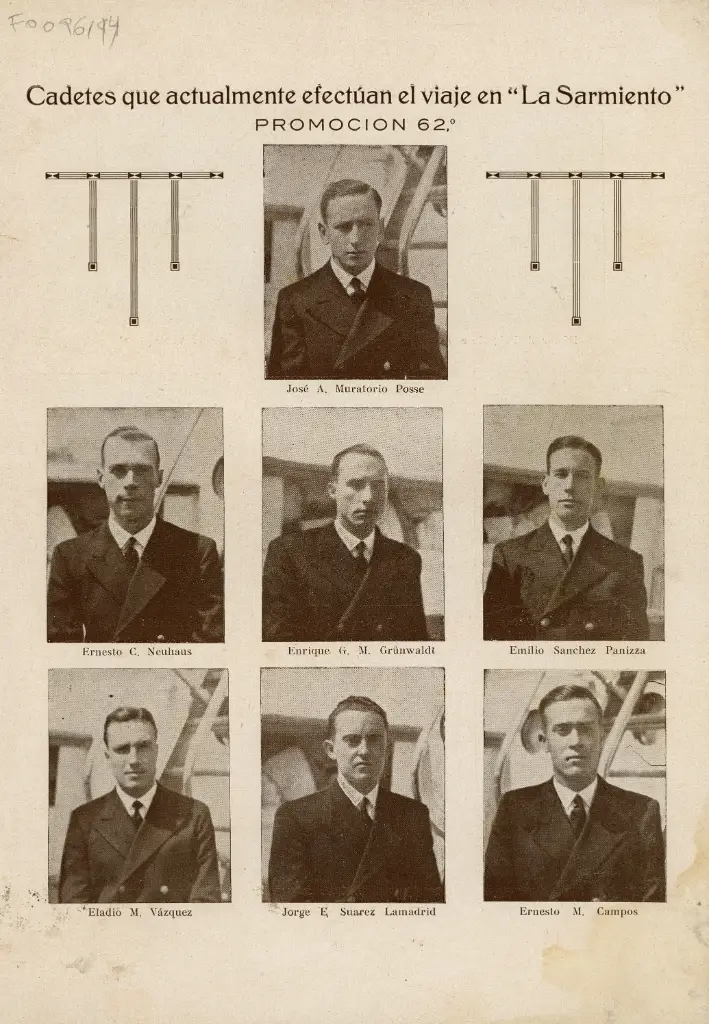 F0096194
Cadetes que actualmente efectúan el viaje en “La Sarmiento”
PROMOCION 62.º
José A. Muratorio Posse
Ernesto C. Neuhaus
Enrique G. M. Grünwaldt
Emilio Sanchez Panizza
Eladio M. Vázquez
Jorge E. Suarez Lamadrid
Ernesto M. Campos